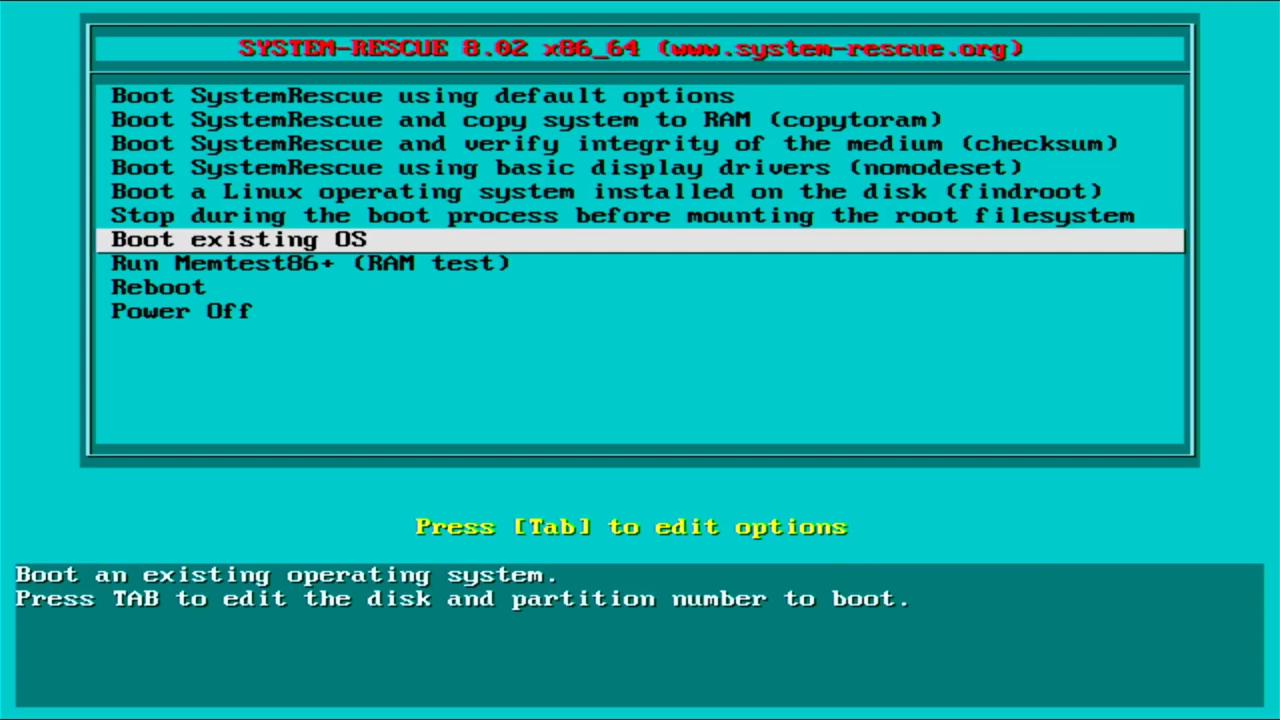 SYSTEM-RESCUE 8.02 x86_64 (www.system-rescue.org)
Boot SystemRescue using default options
Boot SystemRescue and copy system to RAM (copytoram)
Boot SystemRescue and verify integrity of the medium (checksum)
Boot SystemRescue using basic display drivers (nomodeset)
Boot a Linux operating system installed on the disk (findroot)
Stop during the boot process before mounting the root filesystem
Boot existing OS
Run Memtest86+ (RAM test)
Reboot
Power Off
Press [Tab] to edit options
Boot an existing operating system.
Press TAB to edit the disk and partition number to boot.